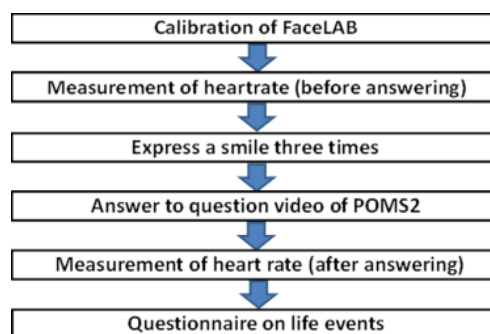 Calibration of FaceLAB
Measurement of heartrate (before answering)
Express a smile three times
Answer to question video of POMS2
Measurement of heart rate (after answering)
Questionnaire on life events